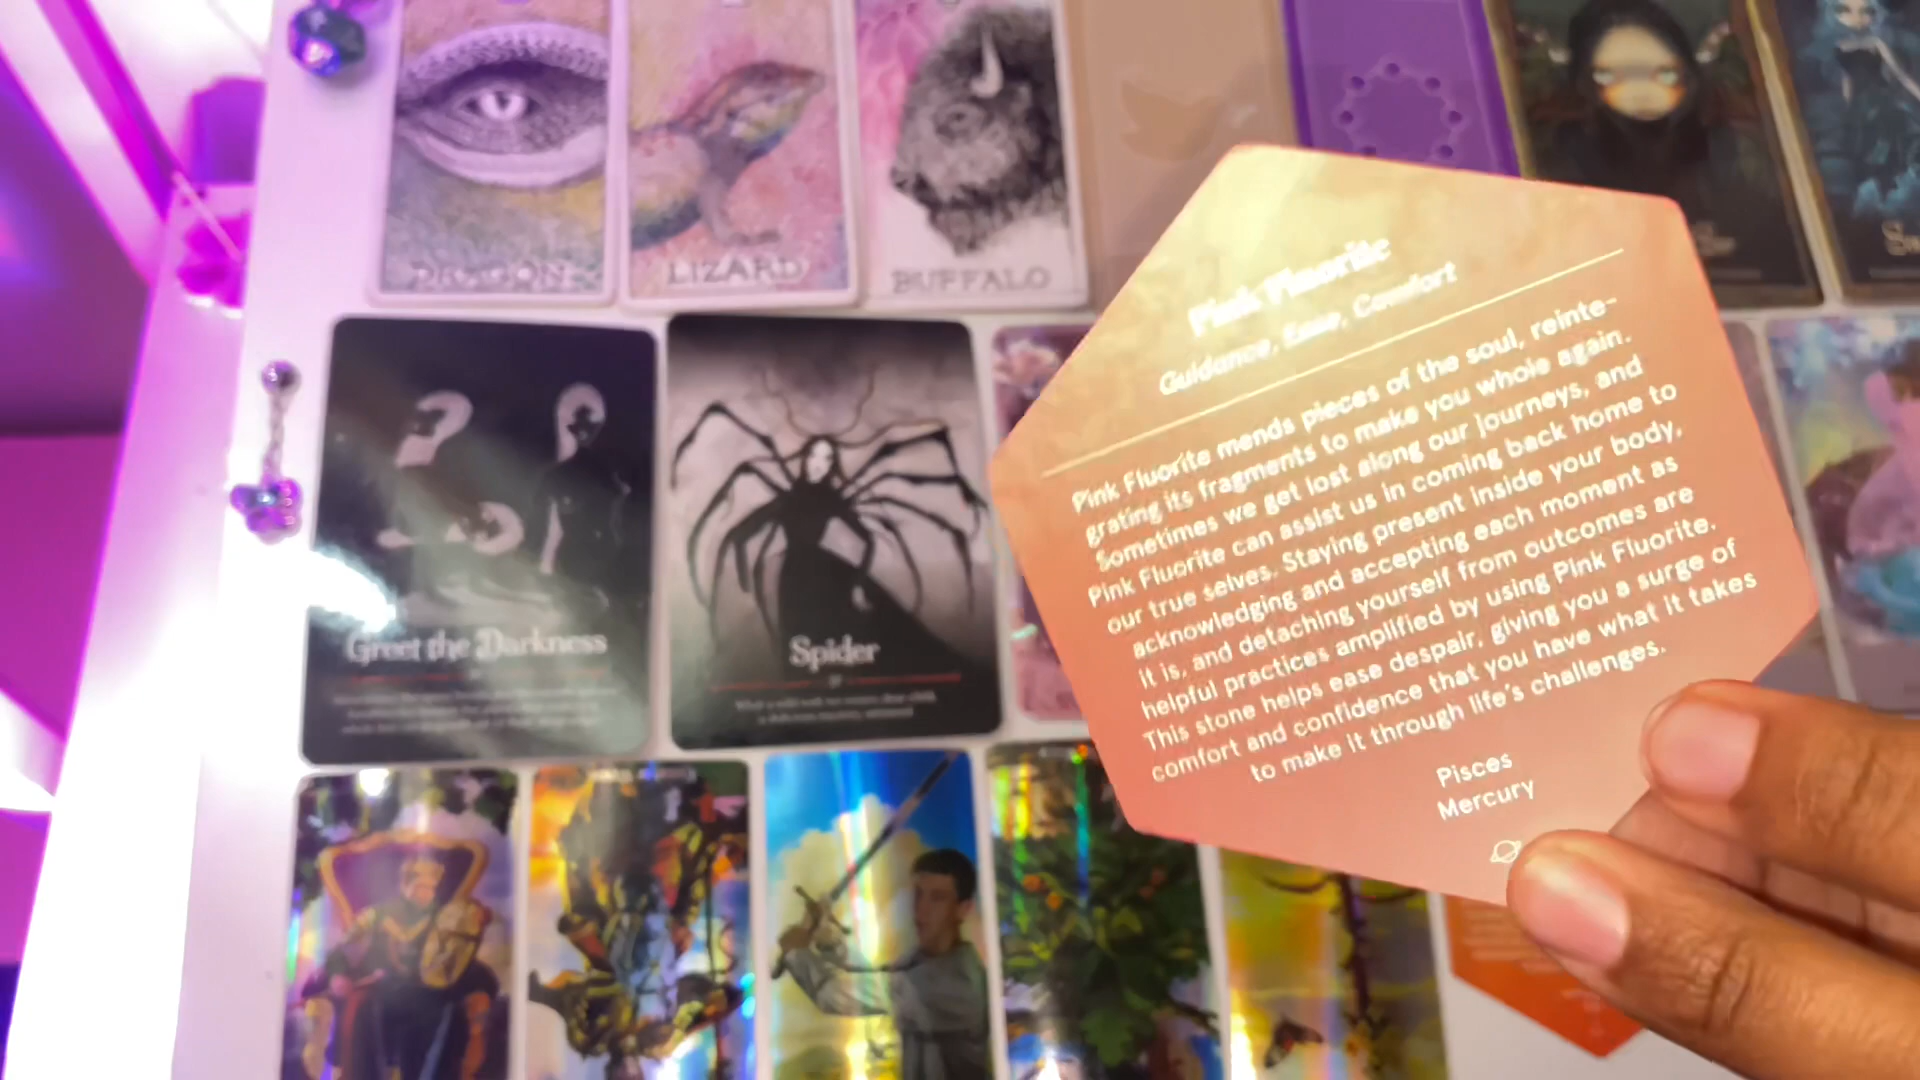 DRAGON
LIZARD
BUFFALO
Pink Fluorite
Guidance, Ease, Comfort
Pink Fluorite mends pieces of the soul, reinte-
grating its fragments to make you whole again.
Sometimes we get lost along our journeys, and
Pink Fluorite can assist us in coming back home to
our true selves. Staying present inside your body,
acknowledging and accepting each moment as
it is, and detaching yourself from outcomes are
helpful practices amplified by using Pink Fluorite.
This stone helps ease despair, giving you a surge of
comfort and confidence that you have what it takes
to make it through life's challenges.
Pisces
Mercury
Greet the Darkness
Spider